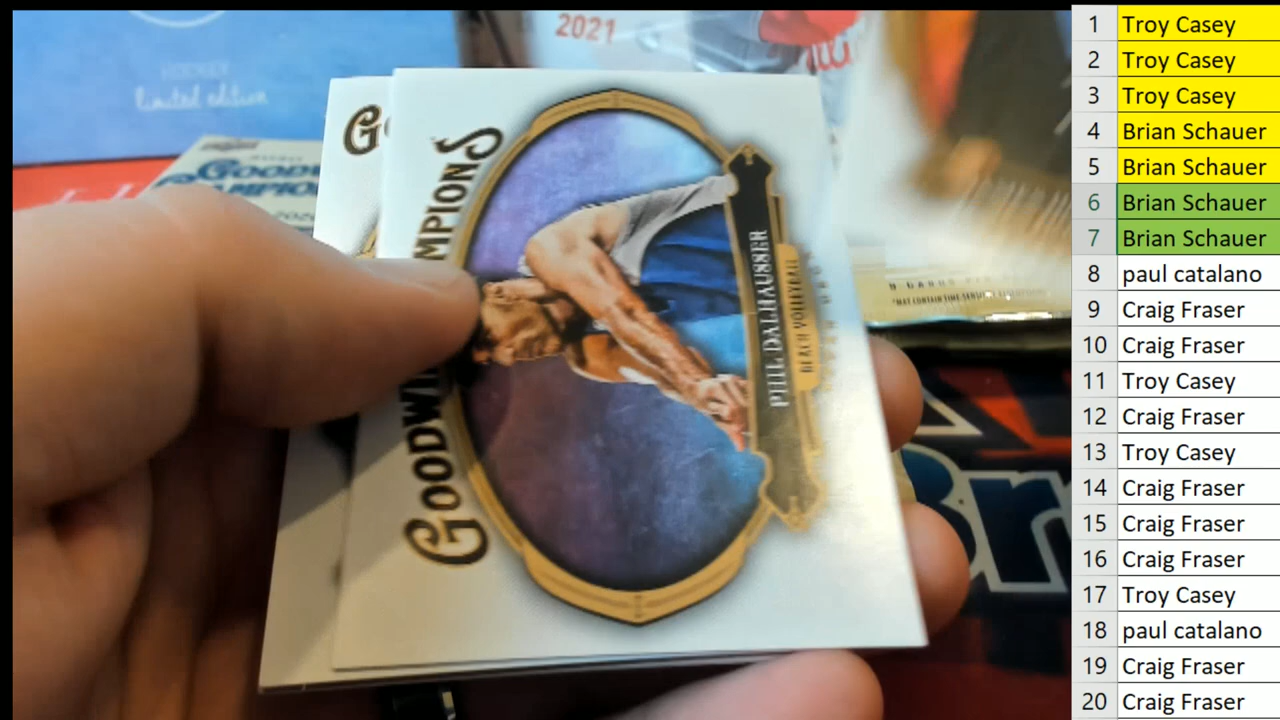 2021
HOCKEY
limited edition
GOODWIN
CHAMPIONS
GOODWI
MPIONS
PHIL DALHAUSSER
BEACH VOLLEYBALL
1 Troy Casey
2 Troy Casey
3 Troy Casey
4 Brian Schauer
5 Brian Schauer
6 Brian Schauer
7 Brian Schauer
8 paul catalano
9 Craig Fraser
10 Craig Fraser
11 Troy Casey
12 Craig Fraser
13 Troy Casey
14 Craig Fraser
15 Craig Fraser
16 Craig Fraser
17 Troy Casey
18 paul catalano
19 Craig Fraser
20 Craig Fraser